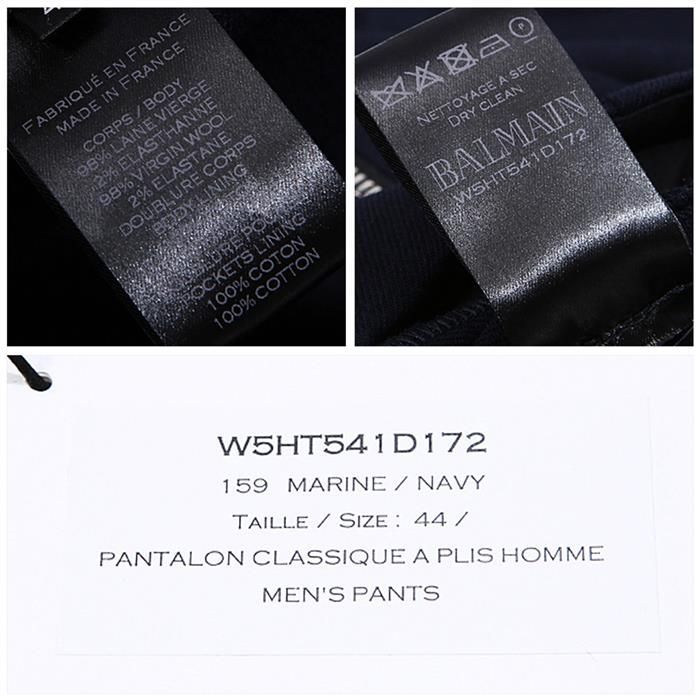 FABRIQUÉ EN FRANCE
MADE IN FRANCE
CORPS / BODY
98% LAINE VIERGE
2% ELASTHANNE
98% VIRGIN WOOL
2% ELASTANE
DOUBLURE CORPS
BODY LINING
POCKETS LINING
100% COTON
100% COTTON
P
NETTOYAGE A SEC
DRY CLEAN
BALMAIN
W5HT541D172
W5HT541D172
159 MARINE / NAVY
TAILLE / SIZE : 44 /
PANTALON CLASSIQUE A PLIS HOMME
MEN'S PANTS